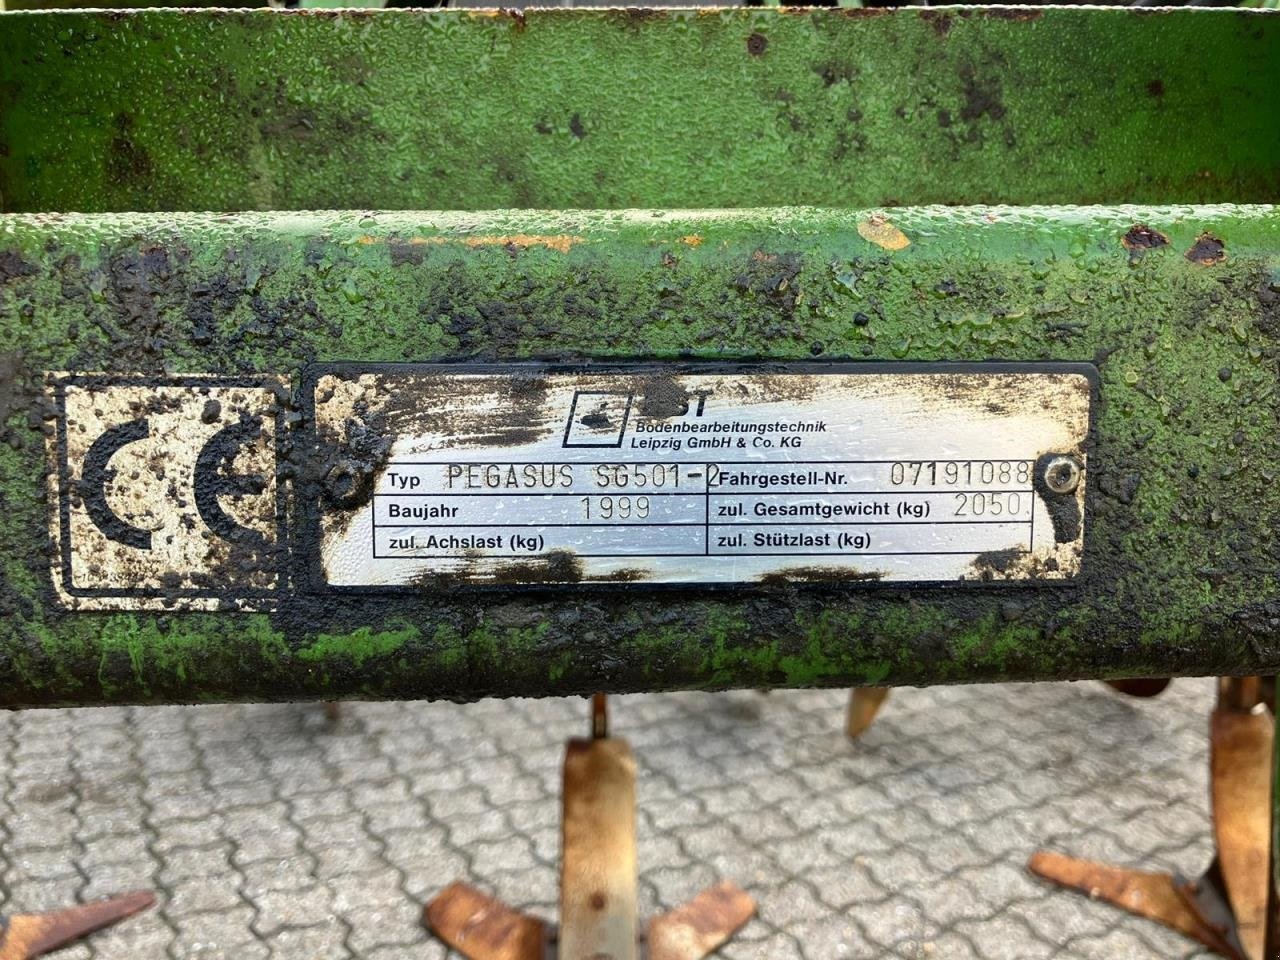 CE
Bodenbearbeitungstechnik
Leipzig GmbH & Co. KG
Typ PEGASUS SG501-2 Fahrgestell-Nr. 07191088
Baujahr 1999 zul. Gesamtgewicht (kg) 2050
zul. Achslast (kg) zul. Stützlast (kg)